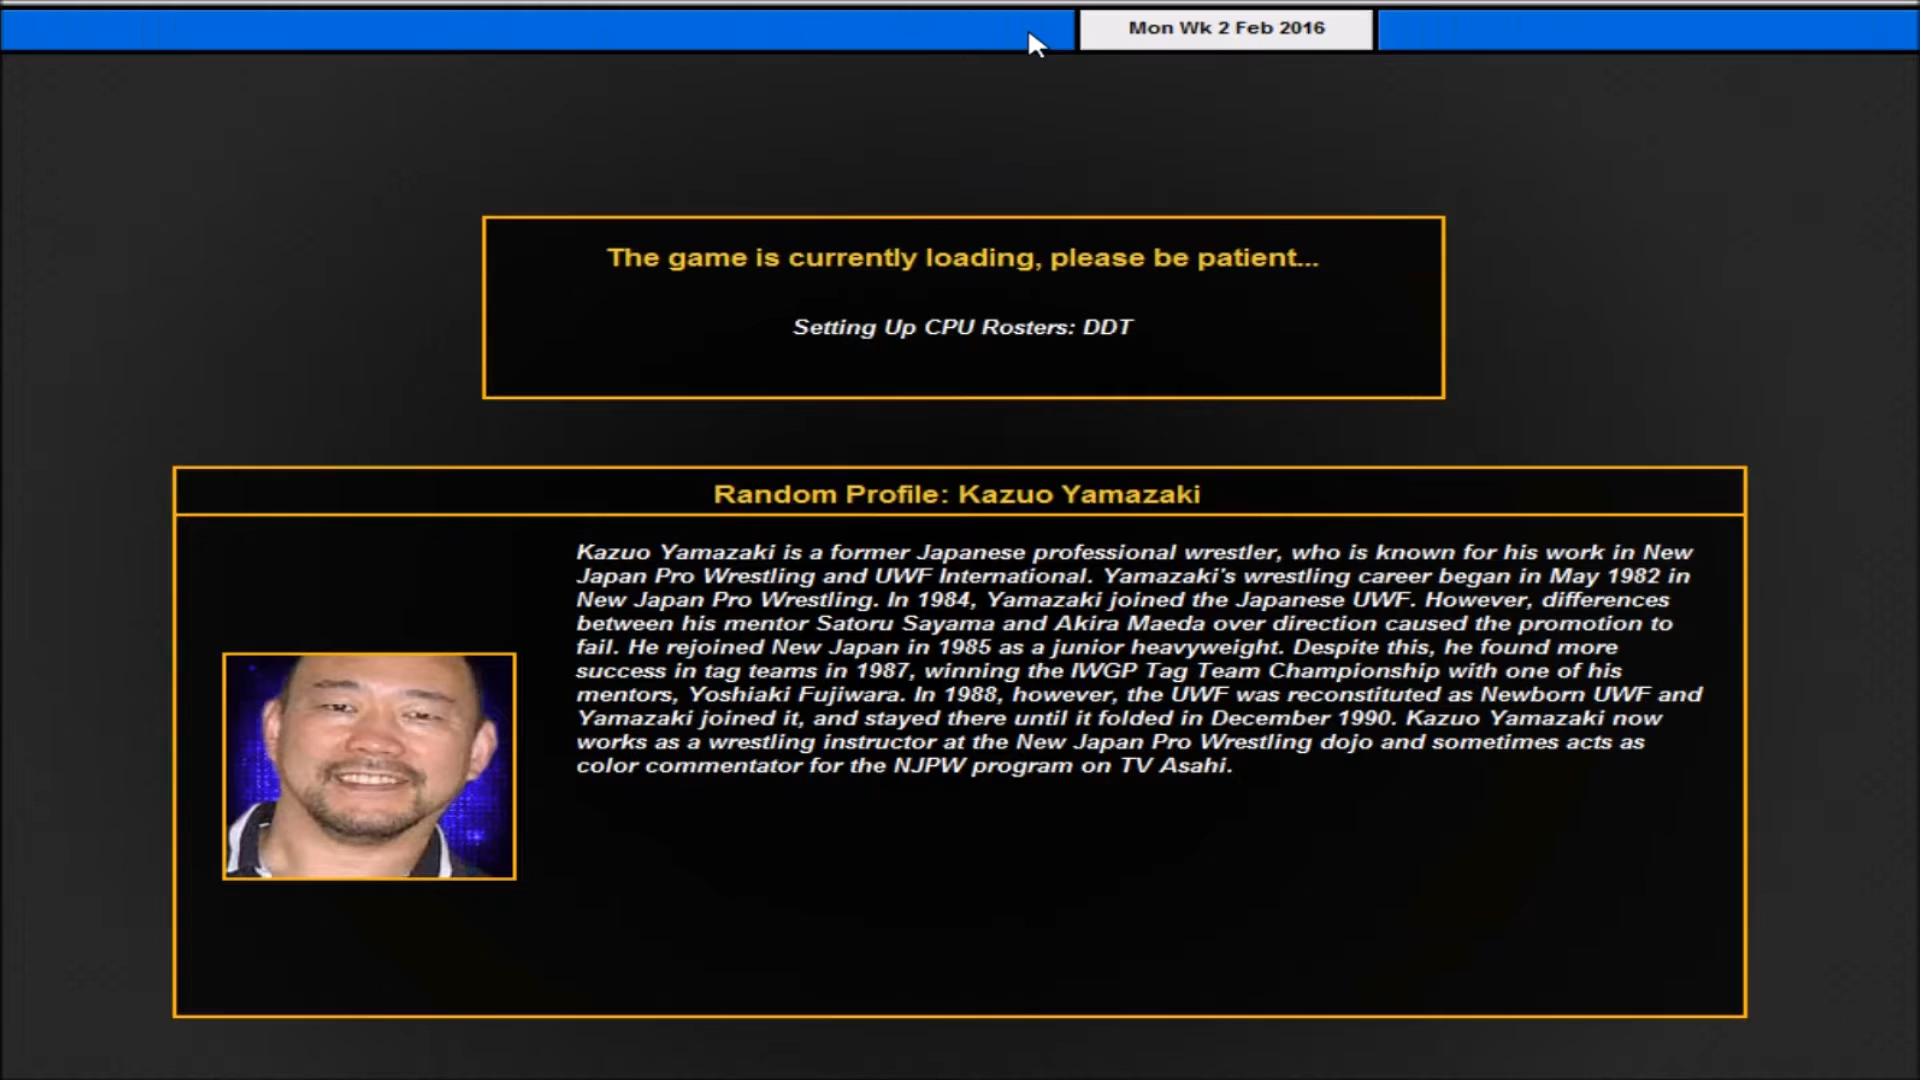 Mon Wk 2 Feb 2016
The game is currently loading, please be patient...
Setting Up CPU Rosters: DDT
Random Profile: Kazuo Yamazaki
Kazuo Yamazaki is a former Japanese professional wrestler, who is known for his work in New
Japan Pro Wrestling and UWF International. Yamazaki's wrestling career began in May 1982 in
New Japan Pro Wrestling. In 1984, Yamazaki joined the Japanese UWF. However, differences
between his mentor Satoru Sayama and Akira Maeda over direction caused the promotion to
fail. He rejoined New Japan in 1985 as a junior heavyweight. Despite this, he found more
success in tag teams in 1987, winning the IWGP Tag Team Championship with one of his
mentors, Yoshiaki Fujiwara. In 1988, however, the UWF was reconstituted as Newborn UWF and
Yamazaki joined it, and stayed there until it folded in December 1990. Kazuo Yamazaki now
works as a wrestling instructor at the New Japan Pro Wrestling dojo and sometimes acts as
color commentator for the NJPW program on TV Asahi.